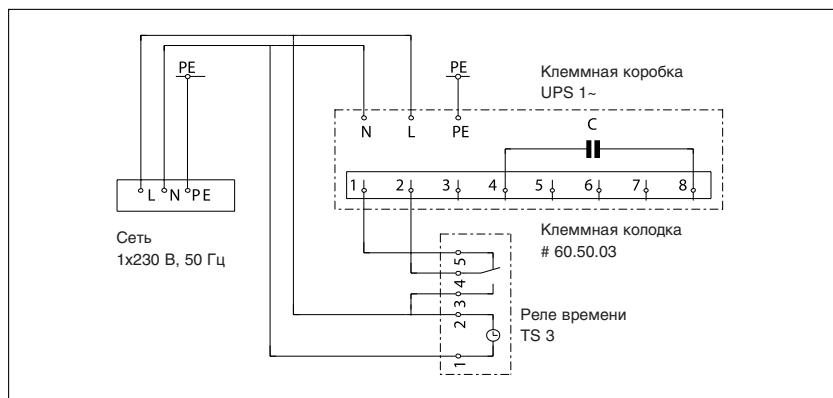 PE
PE
Клеммная коробка
UPS 1~
N L PE
C
L N PE
1 2 3 4 5 6 7 8
Сеть
1x230 В, 50 Гц
Клеммная колодка
# 60.50.03
5
4
3
2
1
Реле времени
TS 3